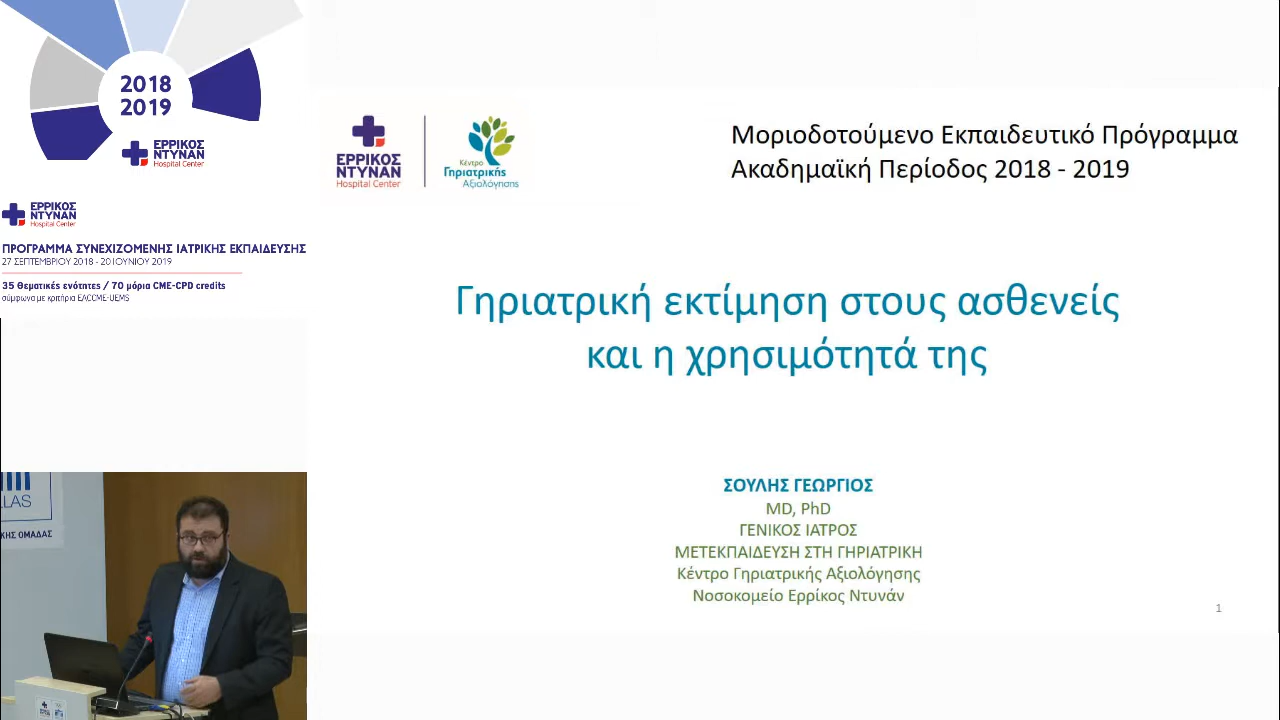 2018
2019
ΕΡΡΙΚΟΣ
ΝΤΥΝΑΝ
Hospital Center
ΕΡΡΙΚΟΣ
ΝΤΥΝΑΝ
Hospital Center
ΠΡΟΓΡΑΜΜΑ ΣΥΝΕΧΙΖΟΜΕΝΗΣ ΙΑΤΡΙΚΗΣ ΕΚΠΑΙΔΕΥΣΗΣ
27 ΣΕΠΤΕΜΒΡΙΟΥ 2018 - 20 ΙΟΥΝΙΟΥ 2019
35 Θεματικές ενότητες / 70 μόρια CME-CPD credits
σύμφωνα με κριτήρια EACCME-UEMS
LLAS
ΚΗΣ ΟΜΑΔΑΣ
ΕΡΡΙΚΟΣ
ΝΤΥΝΑΝ
Hospital Center
Κέντρο
Γηριατρικής
Αξιολόγησης
Μοριοδοτούμενο Εκπαιδευτικό Πρόγραμμα
Ακαδημαϊκή Περίοδος 2018 - 2019
Γηριατρική εκτίμηση στους ασθενείς
και η χρησιμότητά της
ΣΟΥΛΗΣ ΓΕΩΡΓΙΟΣ
MD, PhD
ΓΕΝΙΚΟΣ ΙΑΤΡΟΣ
ΜΕΤΕΚΠΑΙΔΕΥΣΗ ΣΤΗ ΓΗΡΙΑΤΡΙΚΗ
Κέντρο Γηριατρικής Αξιολόγησης
Νοσοκομείο Ερρίκος Ντυνάν
1